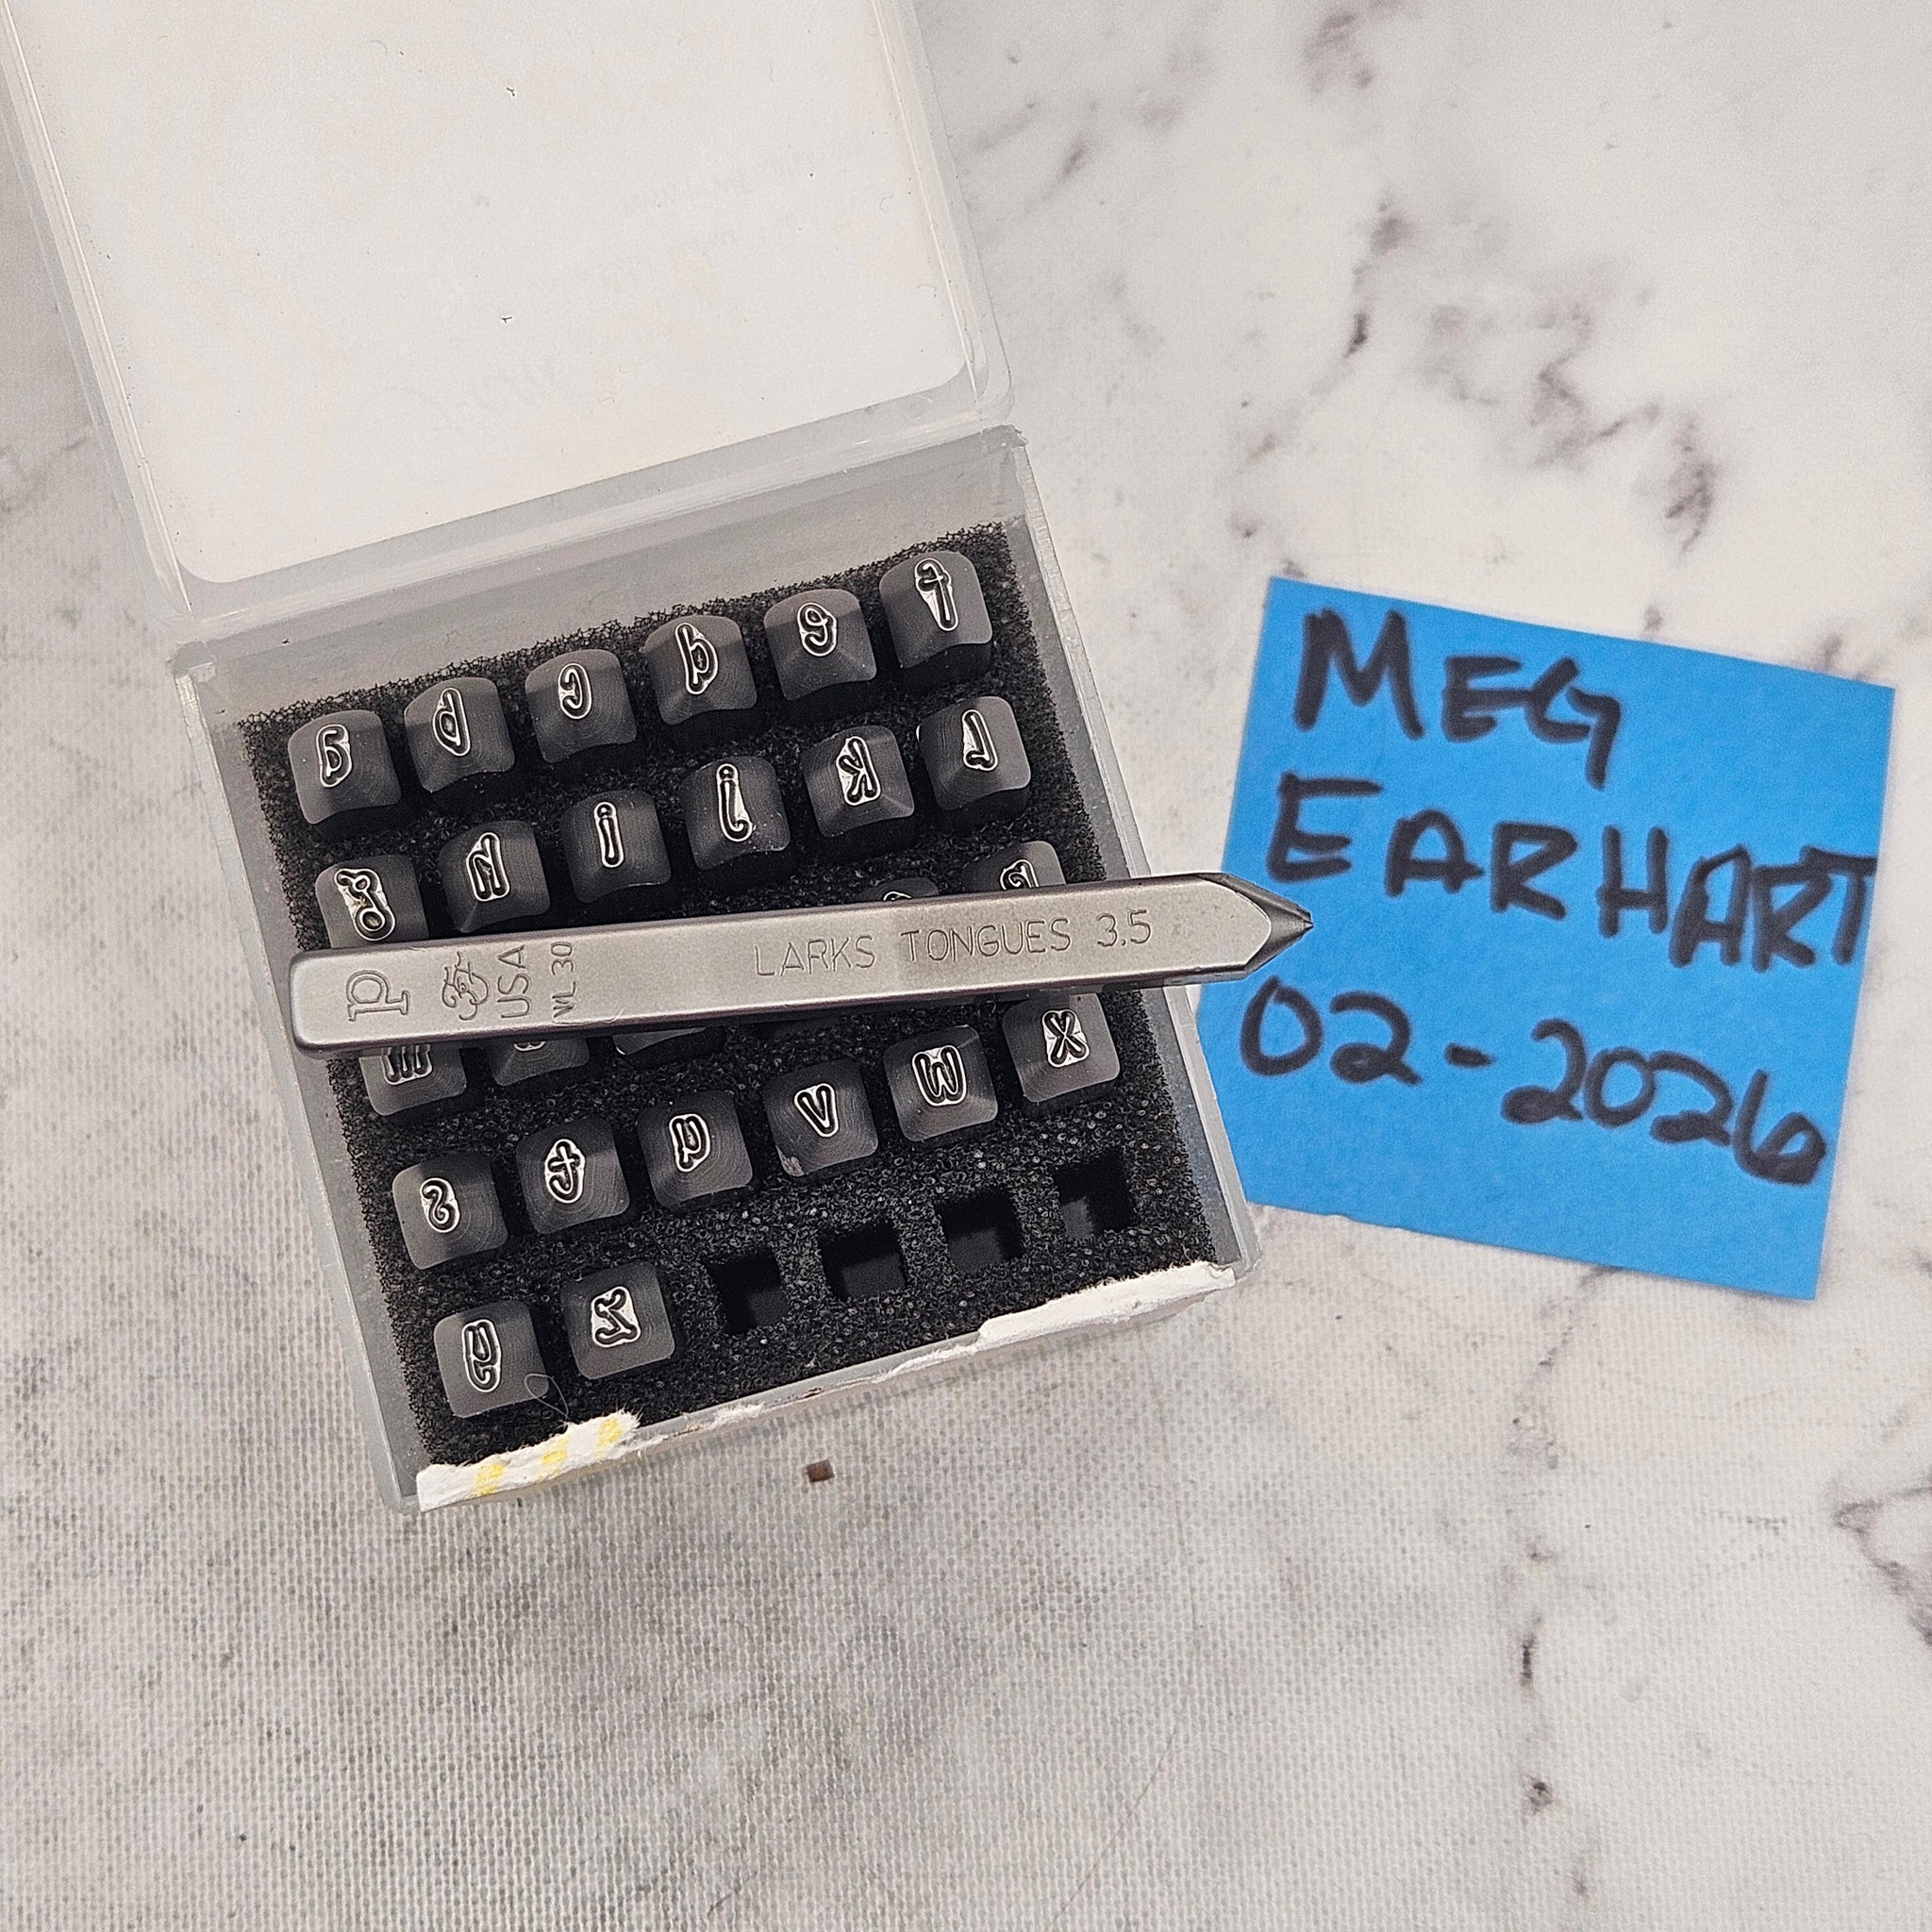 a b c d e f
g h i j k l
P USA WL 30 LARKS TONGUES 3.5
m x
s t u v w
y z
MEG
EARHART
02-2026